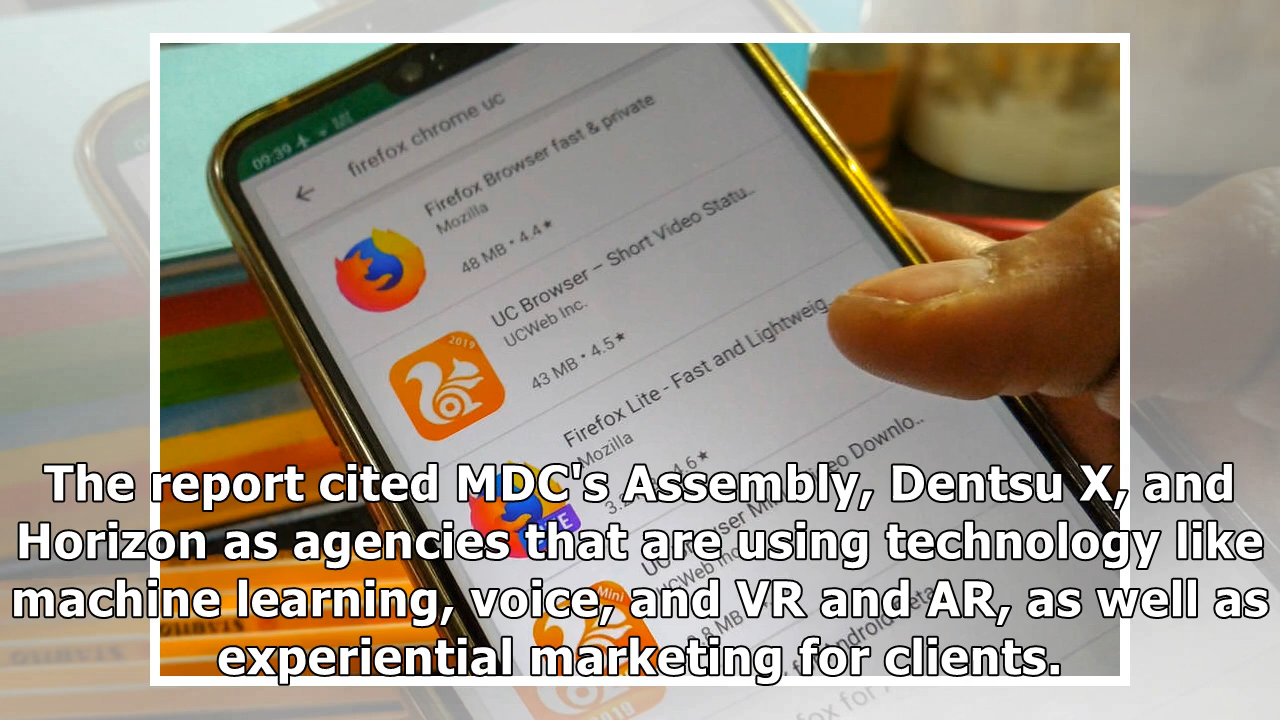 09:39
firefox chrome uc
Firefox Browser fast & private
Mozilla
48 MB • 4.4★
UC Browser – Short Video Statu..
UCWeb Inc.
43 MB • 4.5★
2019
Firefox Lite - Fast and Lightweig..
Mozilla
The report cited MDC's Assembly, Dentsu X, and
Horizon as agencies that are using technology like
machine learning, voice, and VR and AR, as well as
experiential marketing for clients.
Mini